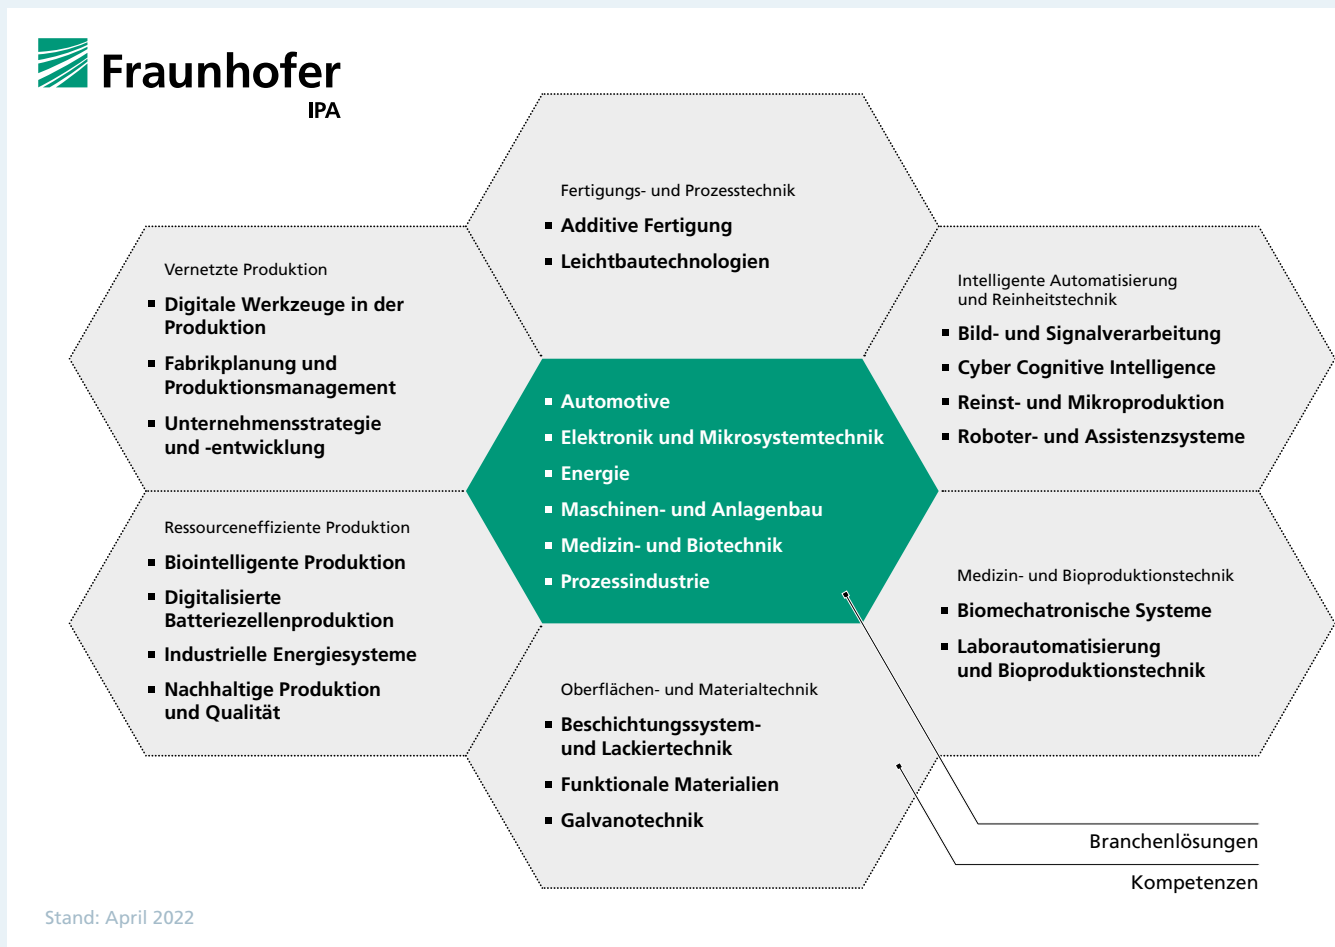 Fraunhofer
IPA
Fertigungs- und Prozesstechnik
Additive Fertigung
Leichtbautechnologien
Vernetzte Produktion
Digitale Werkzeuge in der
Produktion
Fabrikplanung und
Produktionsmanagement
Unternehmensstrategie
und -entwicklung
Intelligente Automatisierung
und Reinheitstechnik
Bild- und Signalverarbeitung
Cyber Cognitive Intelligence
Reinst- und Mikroproduktion
Roboter- und Assistenzsysteme
Automotive
Elektronik und Mikrosystemtechnik
Energie
Maschinen- und Anlagenbau
Medizin- und Biotechnik
Prozessindustrie
Ressourceneffiziente Produktion
Biointelligente Produktion
Digitalisierte
Batteriezellenproduktion
Industrielle Energiesysteme
Nachhaltige Produktion
und Qualität
Medizin- und Bioproduktionstechnik
Biomechatronische Systeme
Laborautomatisierung
und Bioproduktionstechnik
Oberflächen- und Materialtechnik
Beschichtungssystem-
und Lackiertechnik
Funktionale Materialien
Galvanotechnik
Branchenlösungen
Kompetenzen
Stand: April 2022